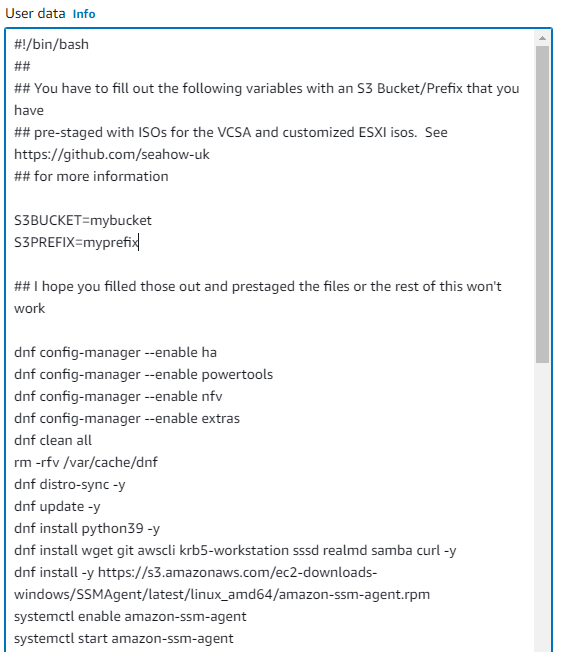 User data Info
#!/bin/bash
##
## You have to fill out the following variables with an S3 Bucket/Prefix that you
have
## pre-staged with ISOs for the VCSA and customized ESXI isos.  See
https://github.com/seahow-uk
## for more information

S3BUCKET=mybucket
S3PREFIX=myprefix

## I hope you filled those out and prestaged the files or the rest of this won't
work

dnf config-manager --enable ha
dnf config-manager --enable powertools
dnf config-manager --enable nfv
dnf config-manager --enable extras
dnf clean all
rm -rfv /var/cache/dnf
dnf distro-sync -y
dnf update -y
dnf install python39 -y
dnf install wget git awscli krb5-workstation sssd realmd samba curl -y
dnf install -y https://s3.amazonaws.com/ec2-downloads-
windows/SSMAgent/latest/linux_amd64/amazon-ssm-agent.rpm
systemctl enable amazon-ssm-agent
systemctl start amazon-ssm-agent